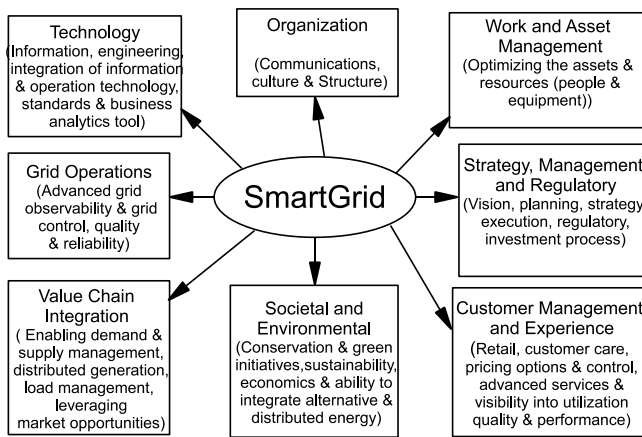 Technology
(Information, engineering,
integration of information
& operation technology,
standards & business
analytics tool)
Organization
(Communications,
culture & Structure)
Work and Asset
Management
(Optimizing the assets &
resources (people &
equipment))
Grid Operations
(Advanced grid
observability & grid
control, quality
& reliability)
SmartGrid
Strategy, Management
and Regulatory
(Vision, planning, strategy
execution, regulatory,
investment process)
Value Chain
Integration
( Enabling demand &
supply management,
distributed generation,
load management,
leveraging
market opportunities)
Societal and
Environmental
(Conservation & green
initiatives,sustainability,
economics & ability to
integrate alternative &
distributed energy)
Customer Management
and Experience
(Retail, customer care,
pricing options & control,
advanced services &
visibility into utilization
quality & performance)